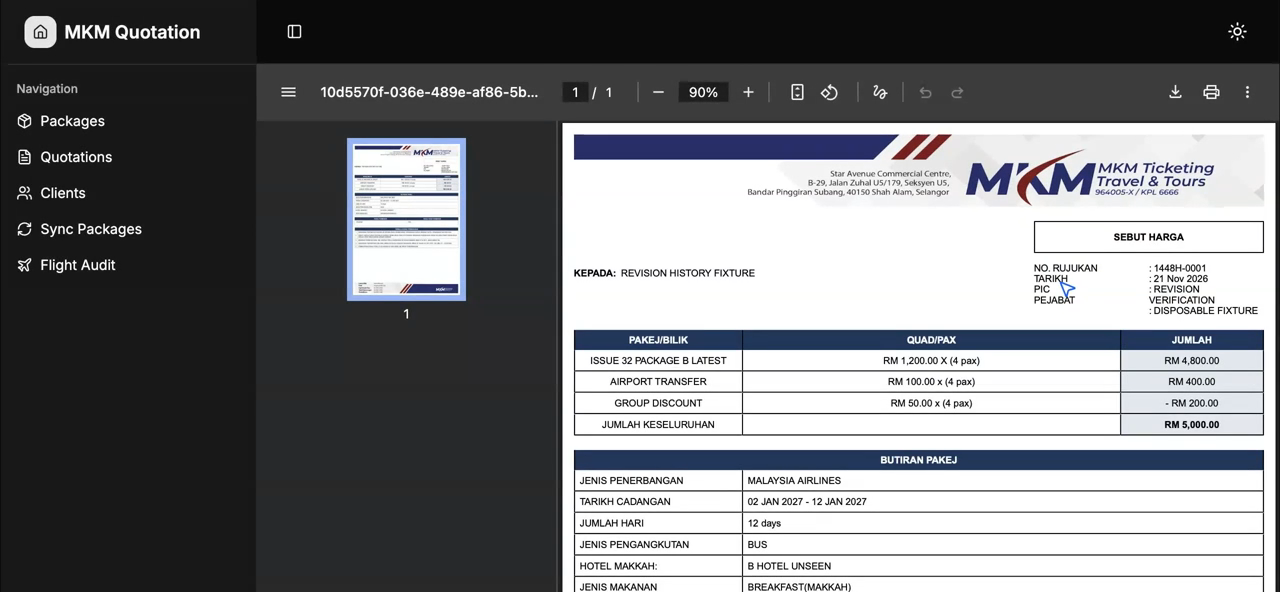 MKM Quotation
Navigation
Packages
Quotations
Clients
Sync Packages
Flight Audit
10d5570f-036e-489e-af86-5b...
1 / 1
90%
1
Star Avenue Commercial Centre,
B-29, Jalan Zuhal U5/179, Seksyen U5,
Bandar Pinggiran Subang, 40150 Shah Alam, Selangor
MKM MKM Ticketing
Travel & Tours
964005-X / KPL 6666
SEBUT HARGA
KEPADA: REVISION HISTORY FIXTURE
NO. RUJUKAN : 1448H-0001
TARIKH : 21 Nov 2026
PIC : REVISION
PEJABAT VERIFICATION
: DISPOSABLE FIXTURE
PAKEJ/BILIK QUAD/PAX JUMLAH
ISSUE 32 PACKAGE B LATEST RM 1,200.00 X (4 pax) RM 4,800.00
AIRPORT TRANSFER RM 100.00 x (4 pax) RM 400.00
GROUP DISCOUNT RM 50.00 x (4 pax) - RM 200.00
JUMLAH KESELURUHAN RM 5,000.00
BUTIRAN PAKEJ
JENIS PENERBANGAN MALAYSIA AIRLINES
TARIKH CADANGAN 02 JAN 2027 - 12 JAN 2027
JUMLAH HARI 12 days
JENIS PENGANGKUTAN BUS
HOTEL MAKKAH: B HOTEL UNSEEN
JENIS MAKANAN BREAKFAST(MAKKAH)